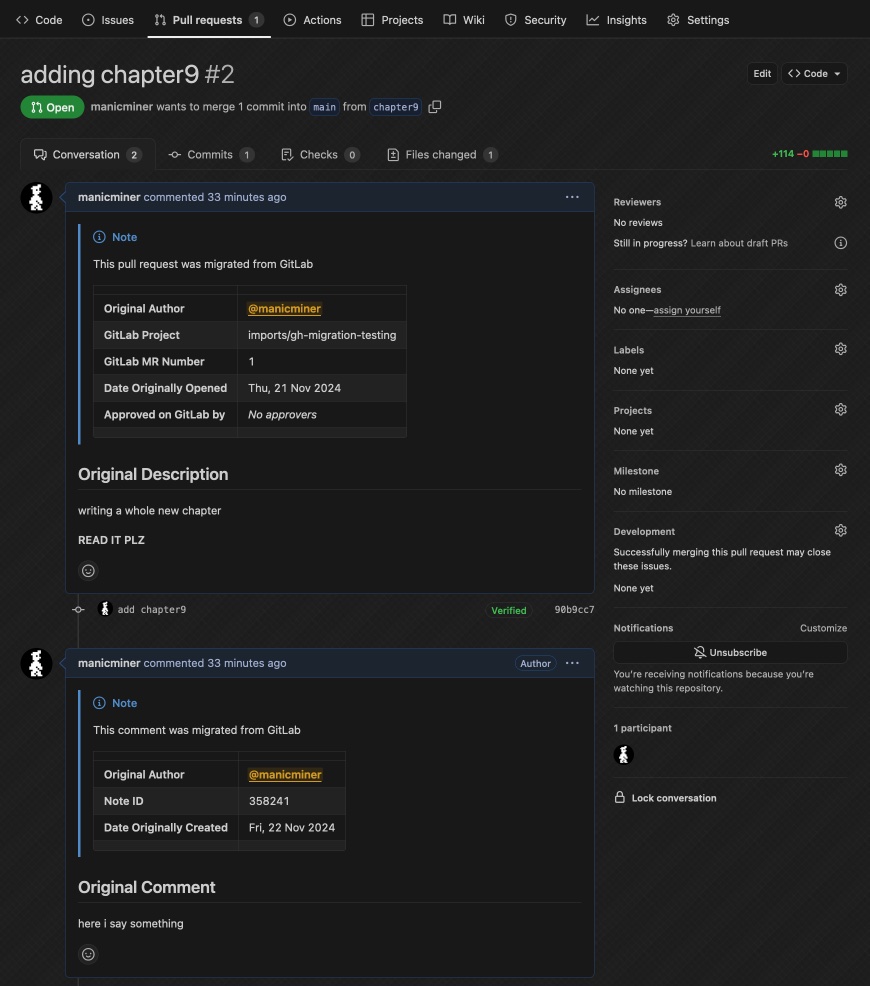 Code Issues Pull requests 1 Actions Projects Wiki Security Insights Settings
adding chapter9 #2
Edit <> Code
Open manicminer wants to merge 1 commit into main from chapter9
Conversation 2 Commits 1 Checks 0 Files changed 1 +114 −0
manicminer commented 33 minutes ago
Note
This pull request was migrated from GitLab
Original Author @manicminer
GitLab Project imports/gh-migration-testing
GitLab MR Number 1
Date Originally Opened Thu, 21 Nov 2024
Approved on GitLab by No approvers
Original Description
writing a whole new chapter
READ IT PLZ
add chapter9 Verified 90b9cc7
manicminer commented 33 minutes ago Author
Note
This comment was migrated from GitLab
Original Author @manicminer
Note ID 358241
Date Originally Created Fri, 22 Nov 2024
Original Comment
here i say something
Reviewers
No reviews
Still in progress? Learn about draft PRs
Assignees
No one—assign yourself
Labels
None yet
Projects
None yet
Milestone
No milestone
Development
Successfully merging this pull request may close
these issues.
None yet
Notifications Customize
Unsubscribe
You're receiving notifications because you're
watching this repository.
1 participant
Lock conversation